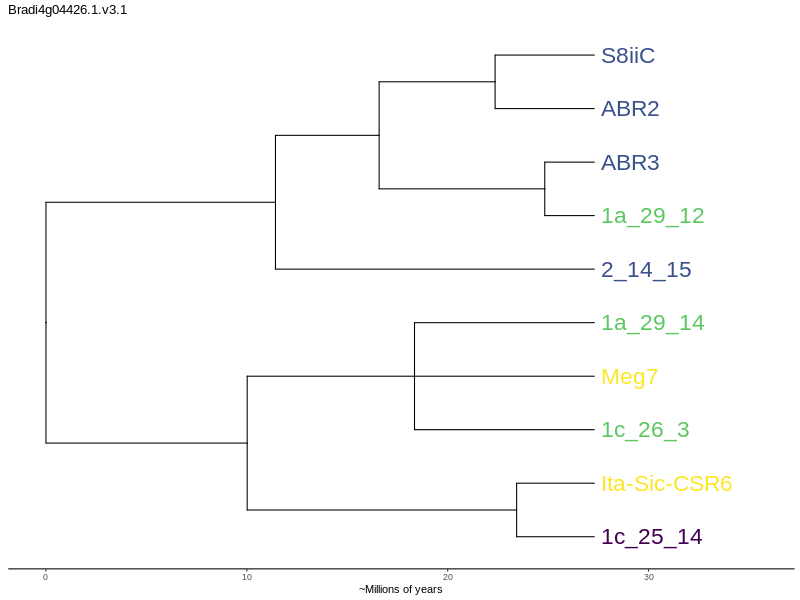 Bradi4g04426.1.v3.1
S8iiC
ABR2
ABR3
1a_29_12
2_14_15
1a_29_14
Meg7
1c_26_3
Ita-Sic-CSR6
1c_25_14
0 10 20 30
~Millions of years